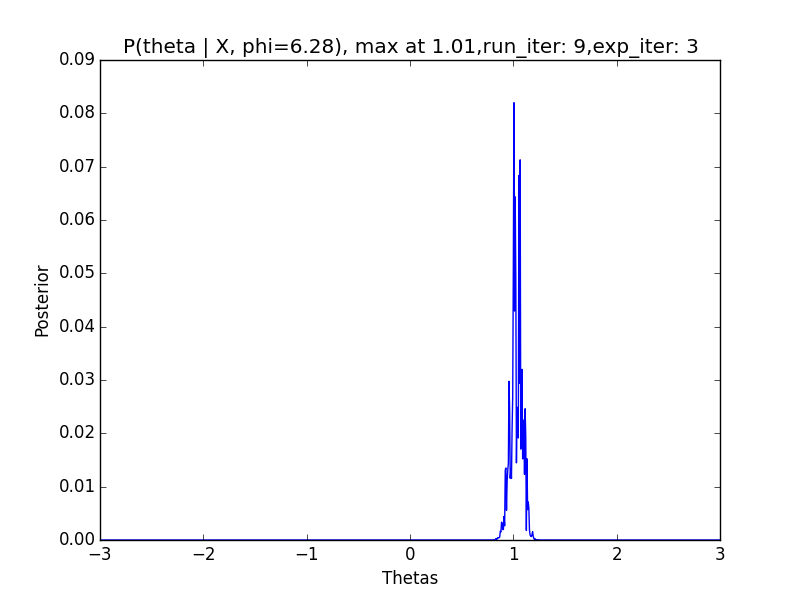 P(theta | X, phi=6.28), max at 1.01,run_iter: 9,exp_iter: 3
0.09
0.08
0.07
0.06
0.05
0.04
0.03
0.02
0.01
0.00
Posterior
−3 −2 −1 0 1 2 3
Thetas